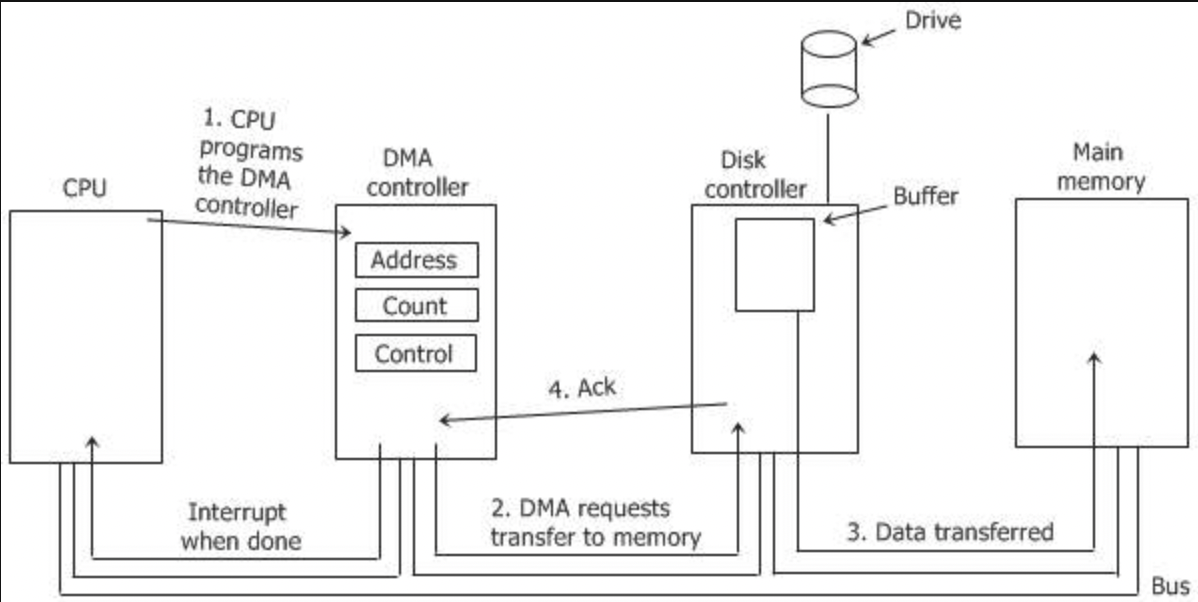 Drive
1. CPU
programs
the DMA
controller
DMA
controller
Disk
controller
Main
memory
CPU
Buffer
Address
Count
Control
4. Ack
Interrupt
when done
2. DMA requests
transfer to memory
3. Data transferred
Bus